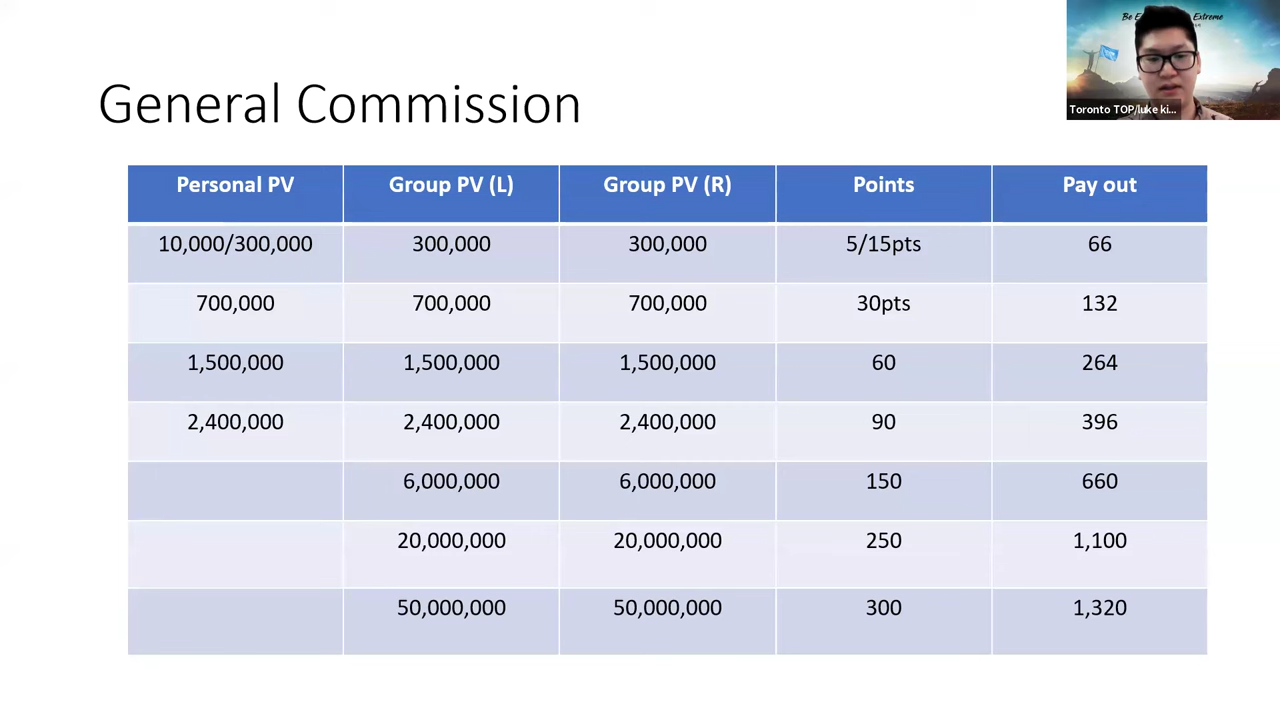 General Commission
Toronto TOP/luke ki...
Personal PV Group PV (L) Group PV (R) Points Pay out
10,000/300,000 300,000 300,000 5/15pts 66
700,000 700,000 700,000 30pts 132
1,500,000 1,500,000 1,500,000 60 264
2,400,000 2,400,000 2,400,000 90 396
6,000,000 6,000,000 150 660
20,000,000 20,000,000 250 1,100
50,000,000 50,000,000 300 1,320